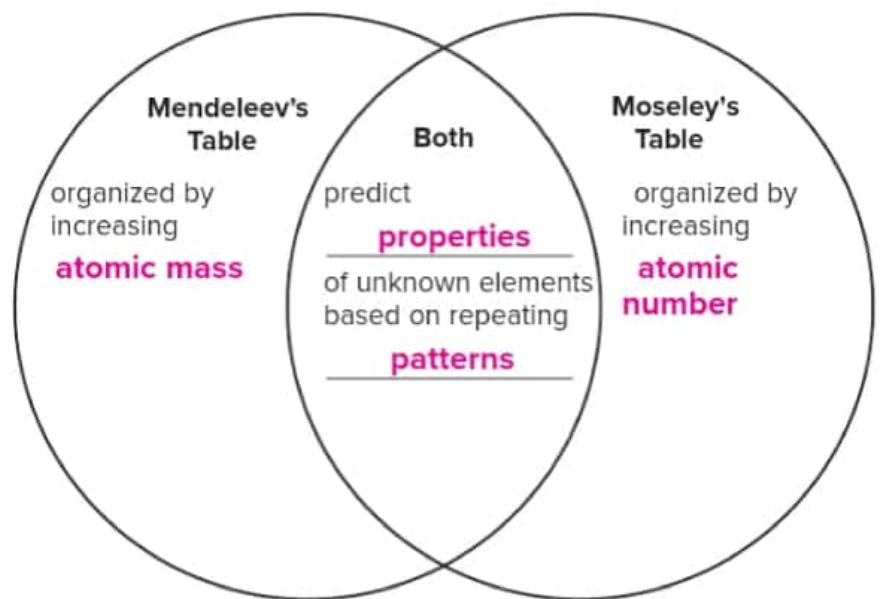 Mendeleev's
Table
organized by
increasing
atomic mass
Both
predict
properties
of unknown elements
based on repeating
patterns
Moseley's
Table
organized by
increasing
atomic
number